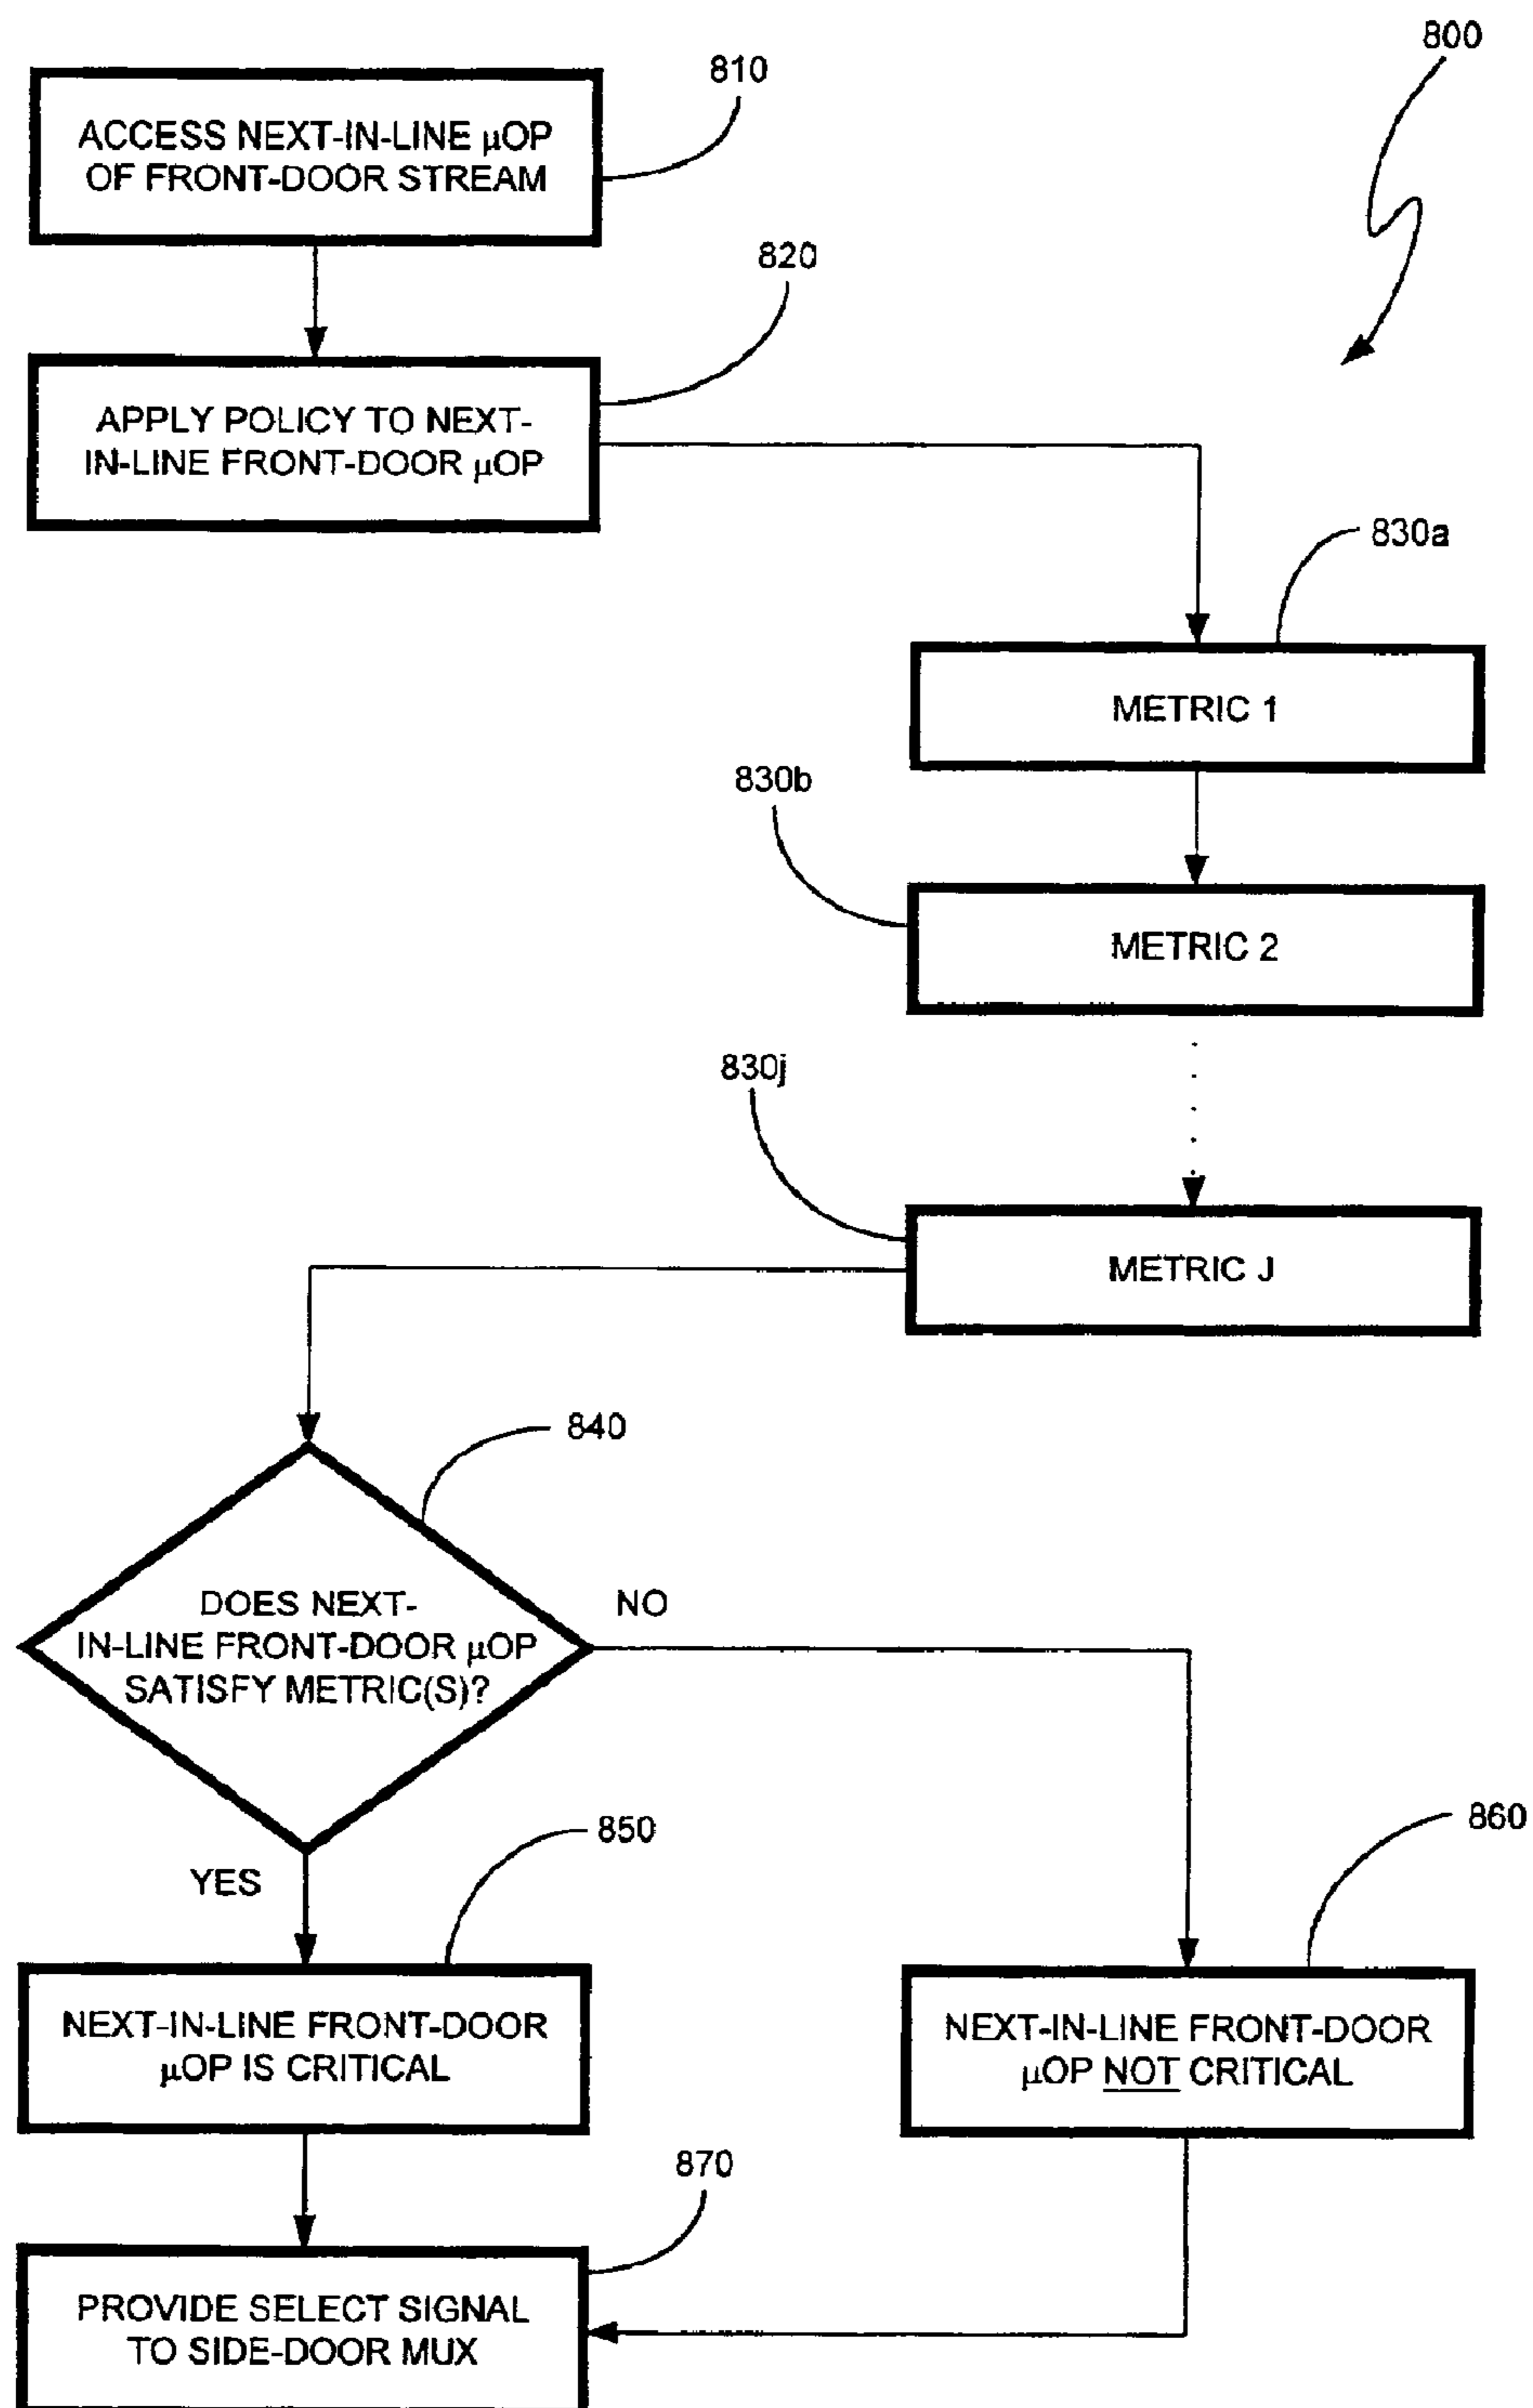 800
810
ACCESS NEXT-IN-LINE µOP
OF FRONT-DOOR STREAM
820
APPLY POLICY TO NEXT-
IN-LINE FRONT-DOOR µOP
830a
METRIC 1
830b
METRIC 2
830j
METRIC J
840
DOES NEXT-
IN-LINE FRONT-DOOR µOP
SATISFY METRIC(S)?
NO
YES
850
860
NEXT-IN-LINE FRONT-DOOR
µOP IS CRITICAL
NEXT-IN-LINE FRONT-DOOR
µOP NOT CRITICAL
870
PROVIDE SELECT SIGNAL
TO SIDE-DOOR MUX